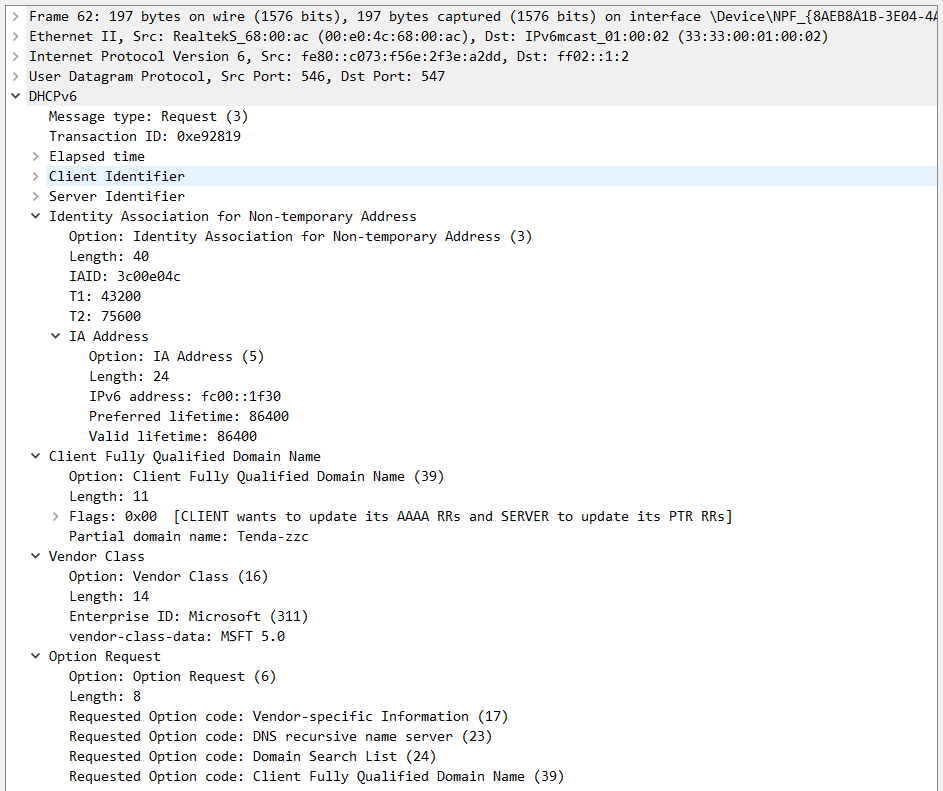 Frame 62: 197 bytes on wire (1576 bits), 197 bytes captured (1576 bits) on interface \Device\NPF_{8AEB8A1B-3E04-4A
Ethernet II, Src: RealtekS_68:00:ac (00:e0:4c:68:00:ac), Dst: IPv6mcast_01:00:02 (33:33:00:01:00:02)
Internet Protocol Version 6, Src: fe80::c073:f56e:2f3e:a2dd, Dst: ff02::1:2
User Datagram Protocol, Src Port: 546, Dst Port: 547
DHCPv6
Message type: Request (3)
Transaction ID: 0xe92819
Elapsed time
Client Identifier
Server Identifier
Identity Association for Non-temporary Address
Option: Identity Association for Non-temporary Address (3)
Length: 40
IAID: 3c00e04c
T1: 43200
T2: 75600
IA Address
Option: IA Address (5)
Length: 24
IPv6 address: fc00::1f30
Preferred lifetime: 86400
Valid lifetime: 86400
Client Fully Qualified Domain Name
Option: Client Fully Qualified Domain Name (39)
Length: 11
Flags: 0x00  [CLIENT wants to update its AAAA RRs and SERVER to update its PTR RRs]
Partial domain name: Tenda-zzc
Vendor Class
Option: Vendor Class (16)
Length: 14
Enterprise ID: Microsoft (311)
vendor-class-data: MSFT 5.0
Option Request
Option: Option Request (6)
Length: 8
Requested Option code: Vendor-specific Information (17)
Requested Option code: DNS recursive name server (23)
Requested Option code: Domain Search List (24)
Requested Option code: Client Fully Qualified Domain Name (39)